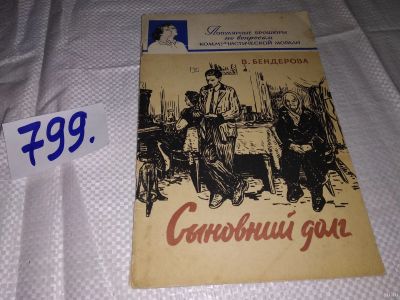 Популярные брошюры
по вопросам
коммунистической морали
В. БЕНДЕРОВА
Сыновний долг
799.